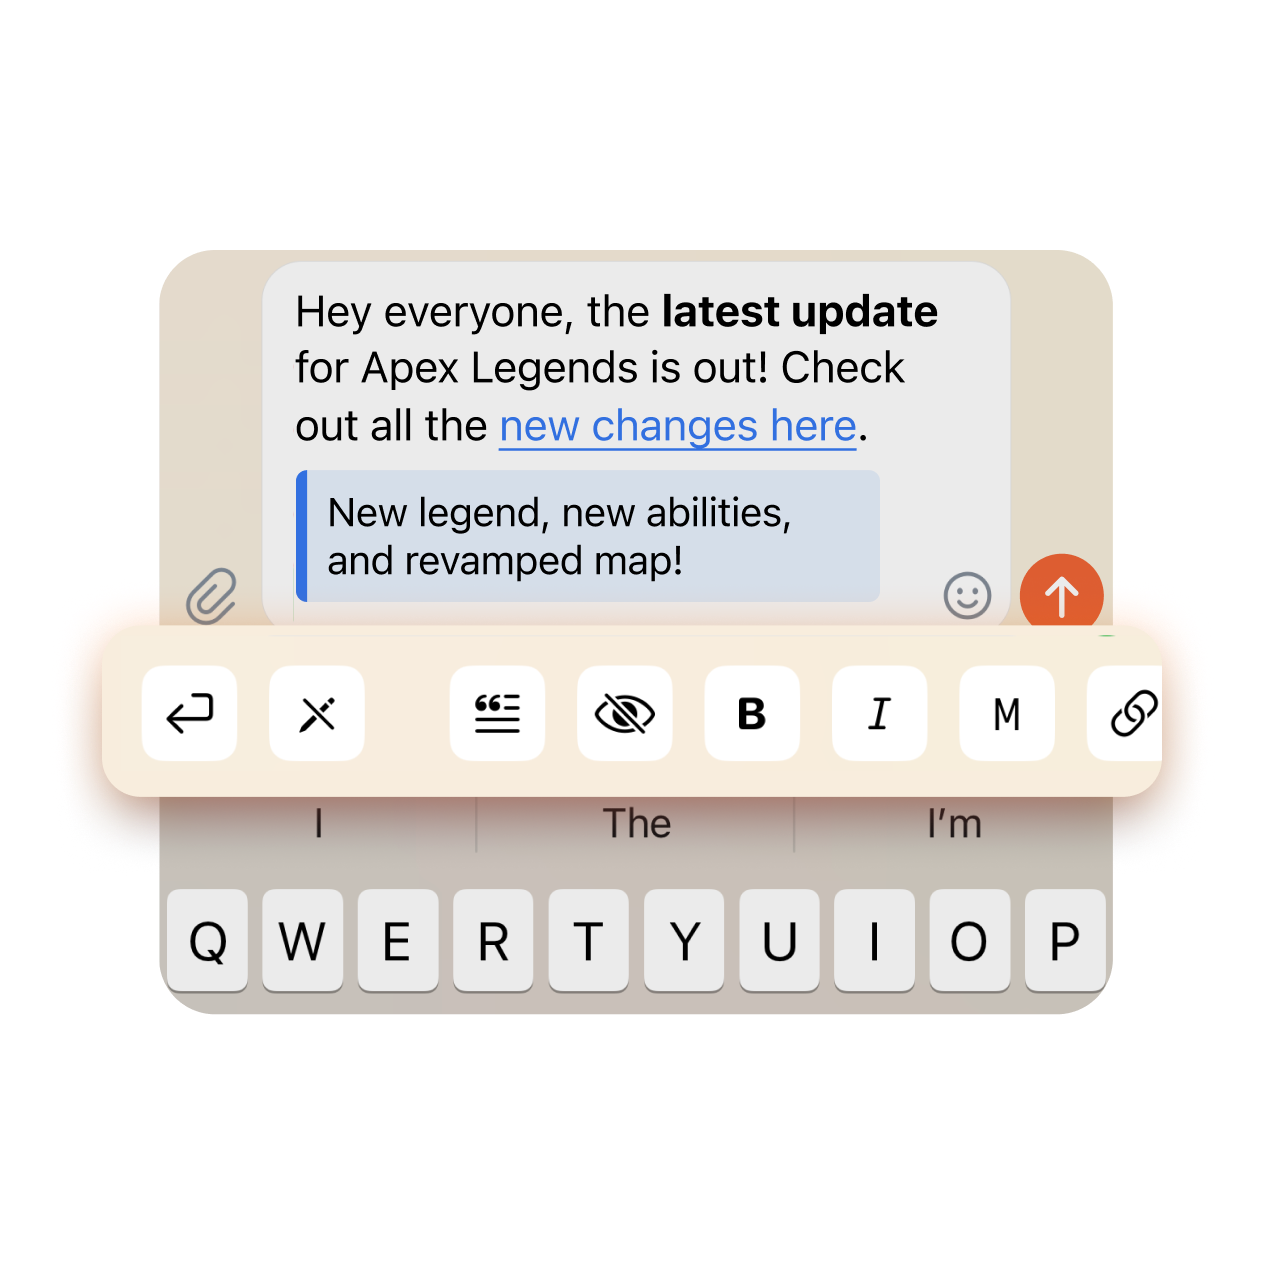 Hey everyone, the latest update
for Apex Legends is out! Check
out all the new changes here.
New legend, new abilities,
and revamped map!
B I M
I The I’m
Q W E R T Y U I O P